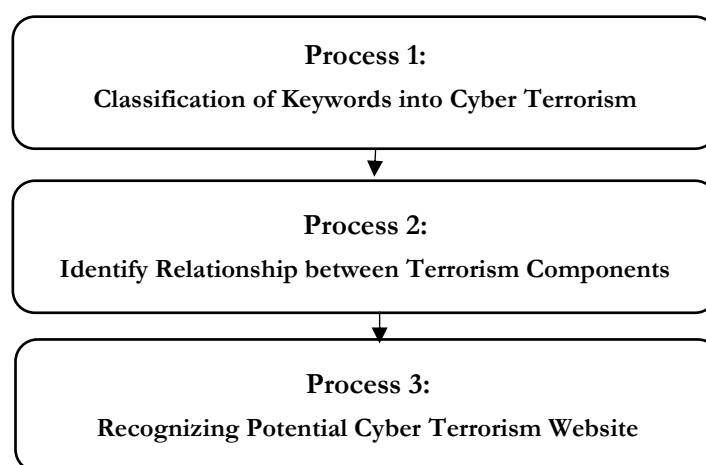 Process 1:
Classification of Keywords into Cyber Terrorism
Process 2:
Identify Relationship between Terrorism Components
Process 3:
Recognizing Potential Cyber Terrorism Website